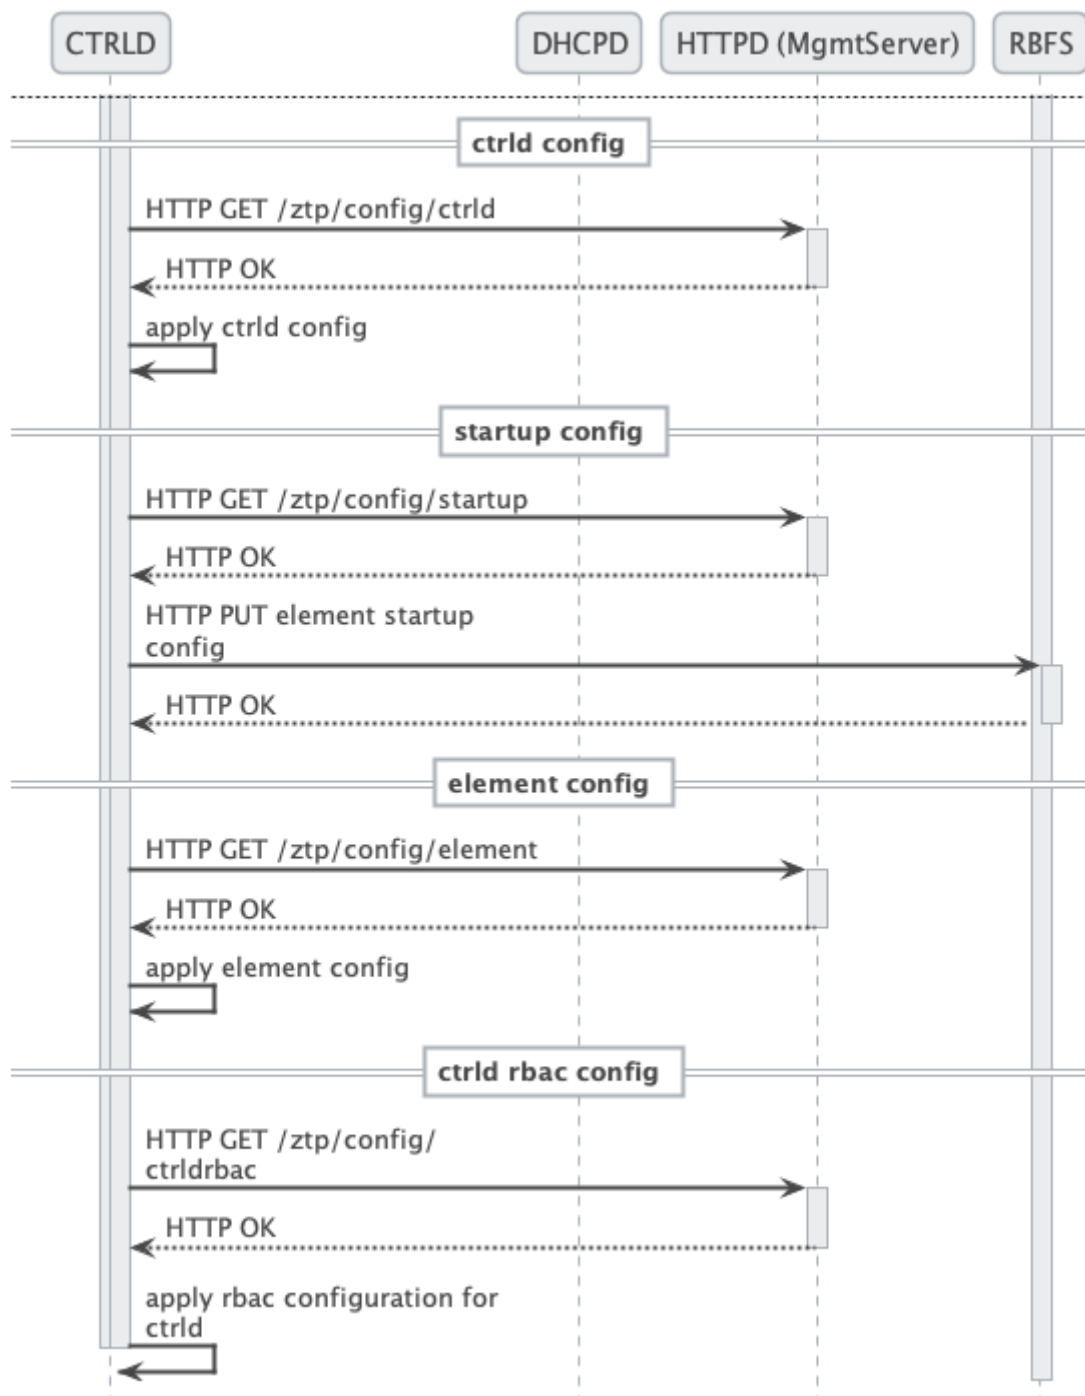 CTRLD
DHCPD
HTTPD (MgmtServer)
RBFS
ctrld config
HTTP GET /ztp/config/ctrld
HTTP OK
apply ctrld config
startup config
HTTP GET /ztp/config/startup
HTTP OK
HTTP PUT element startup
config
HTTP OK
element config
HTTP GET /ztp/config/element
HTTP OK
apply element config
ctrld rbac config
HTTP GET /ztp/config/
ctrldrbac
HTTP OK
apply rbac configuration for
ctrld